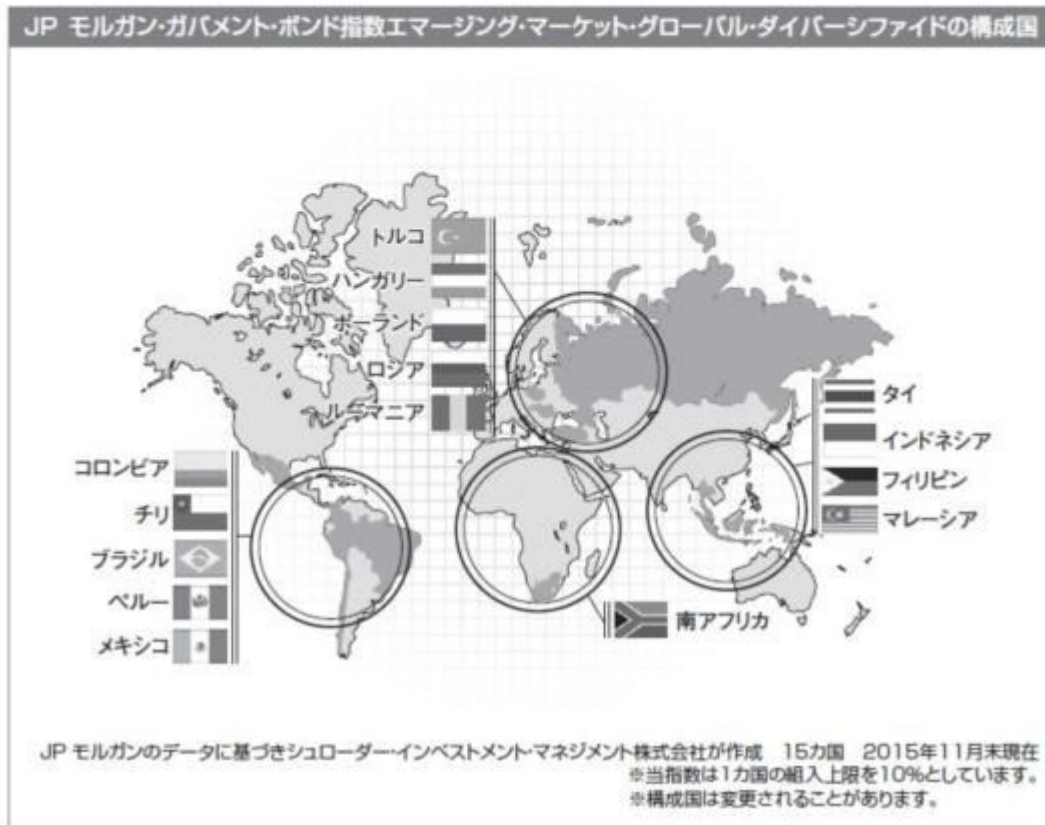 JP モルガン・ガバメント・ボンド指数エマージング・マーケット・グローバル・ダイバーシファイドの構成国
トルコ
ハンガリー
ポーランド
ロシア
ルーマニア
コロンビア
チリ
ブラジル
ペルー
メキシコ
タイ
インドネシア
フィリピン
マレーシア
南アフリカ
JP モルガンのデータに基づきシュローダー・インベストメント・マネジメント株式会社が作成 15カ国 2015年11月末現在
※当指数は1カ国の組入上限を10%としています。
※構成国は変更されることがあります。